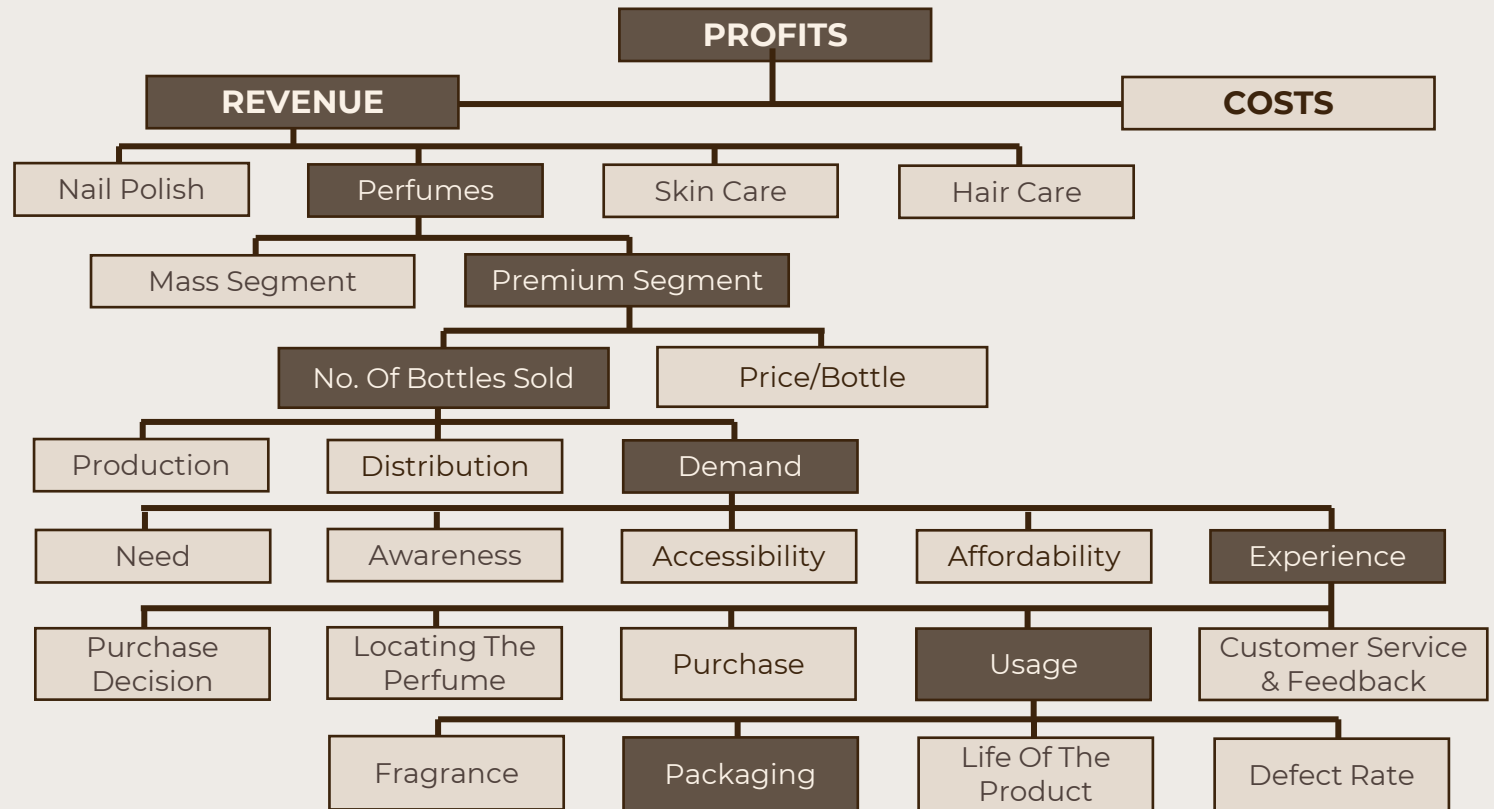 PROFITS
REVENUE
COSTS
Nail Polish
Perfumes
Skin Care
Hair Care
Mass Segment
Premium Segment
No. Of Bottles Sold
Price/Bottle
Production
Distribution
Demand
Need
Awareness
Accessibility
Affordability
Experience
Purchase
Decision
Locating The
Perfume
Purchase
Usage
Customer Service
& Feedback
Fragrance
Packaging
Life Of The
Product
Defect Rate